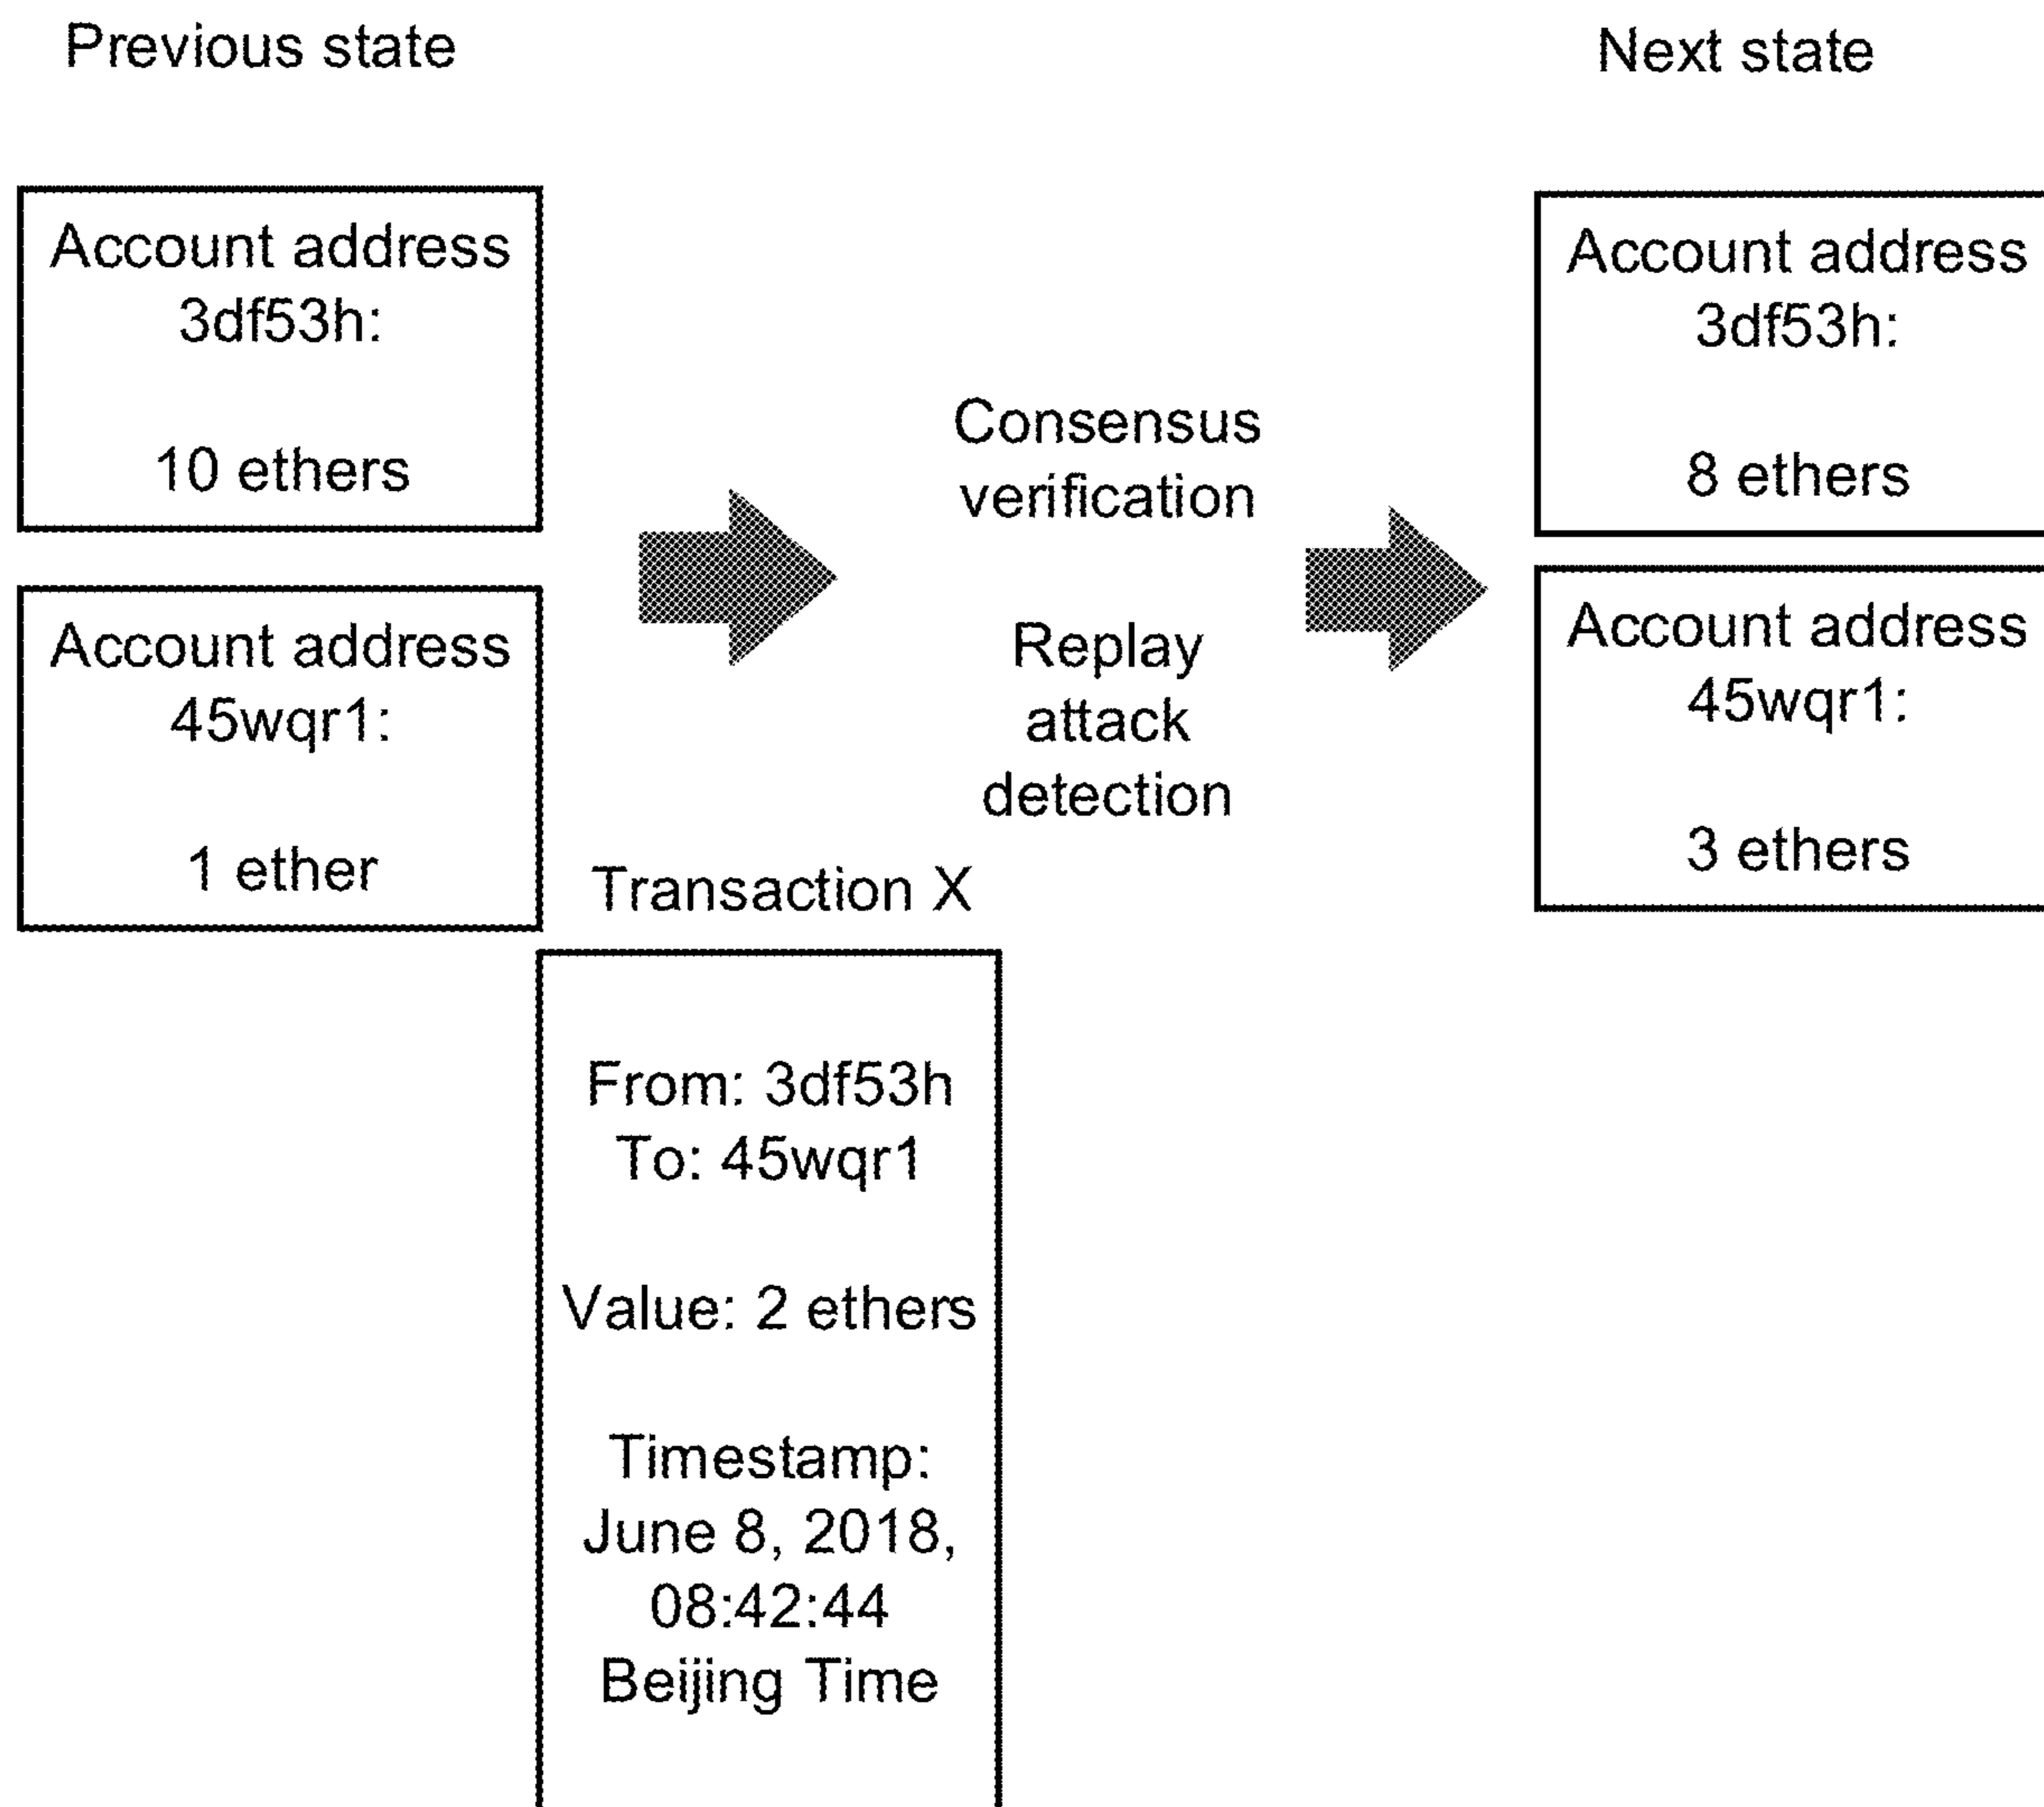 Previous state
Next state
Account address
3df53h:
10 ethers
Account address
45wqr1:
1 ether
Consensus
verification
Replay
attack
detection
Account address
3df53h:
8 ethers
Account address
45wqr1:
3 ethers
Transaction X
From: 3df53h
To: 45wqr1
Value: 2 ethers
Timestamp:
June 8, 2018,
08:42:44
Beijing Time